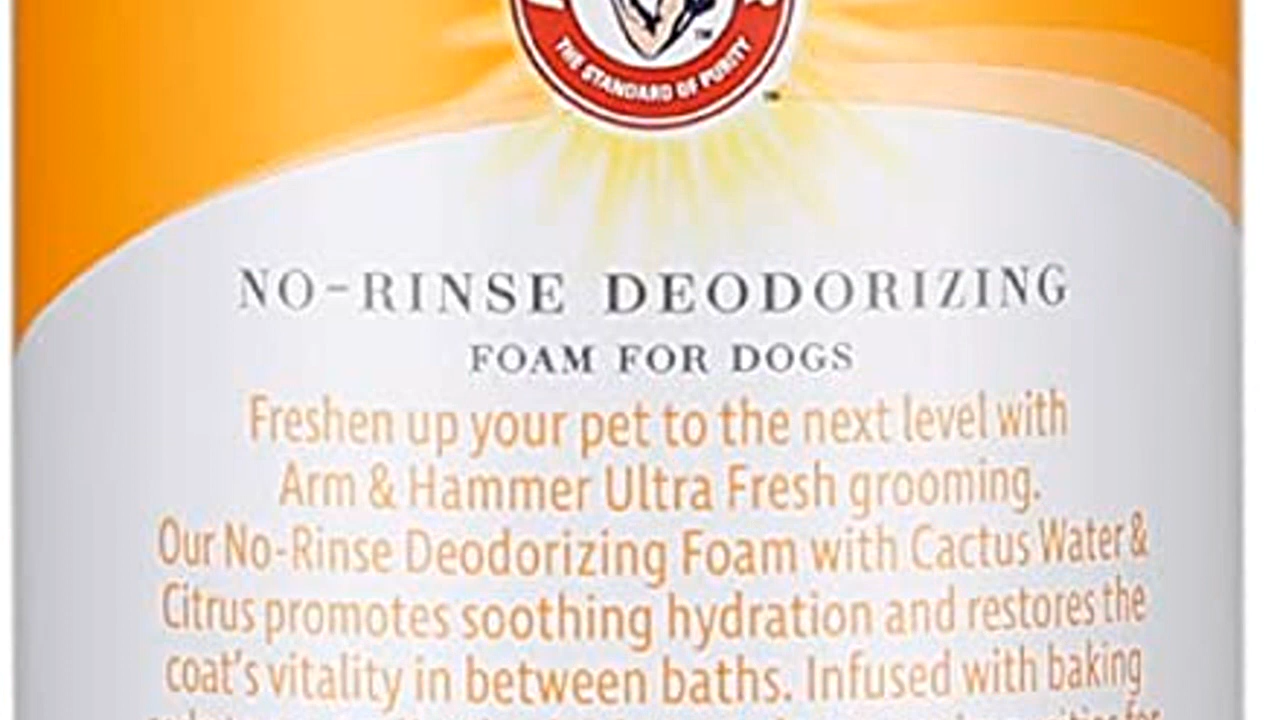 THE STANDARD OF PURITY
NO-RINSE DEODORIZING
FOAM FOR DOGS
Freshen up your pet to the next level with
Arm & Hammer Ultra Fresh grooming.
Our No-Rinse Deodorizing Foam with Cactus Water &
Citrus promotes soothing hydration and restores the
coat's vitality in between baths. Infused with baking